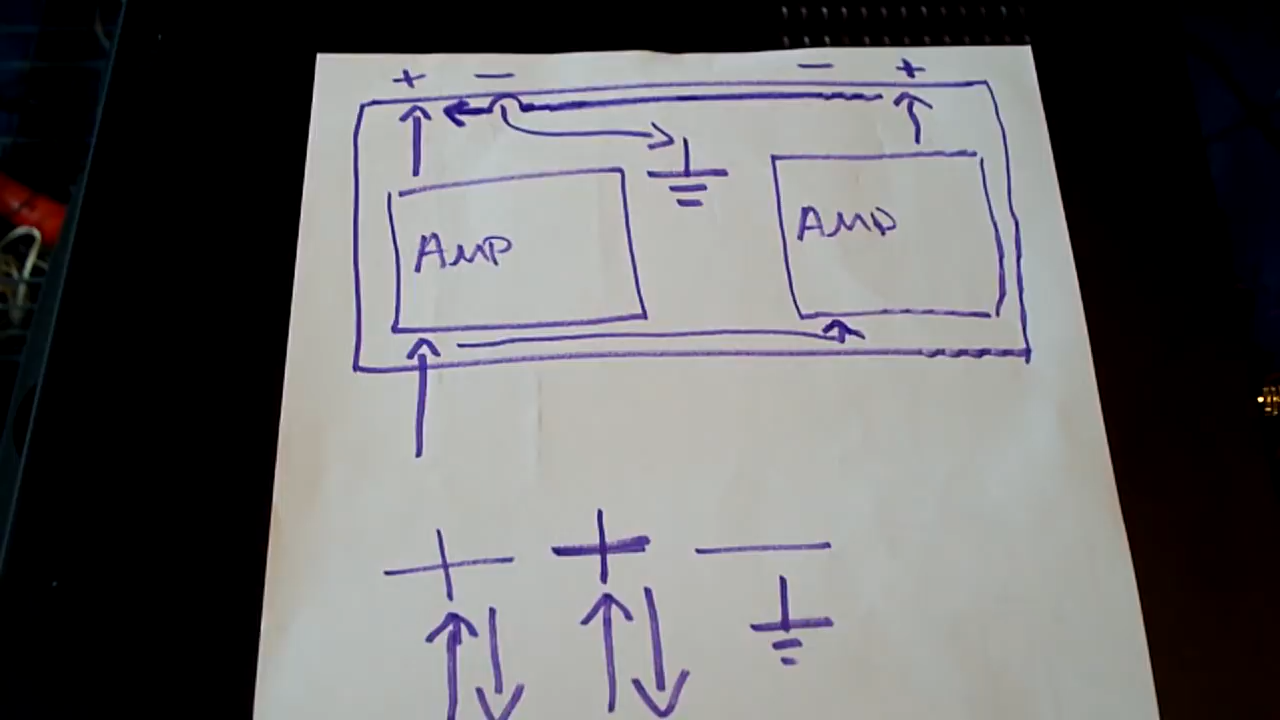 + − − +
AMP AMP
+ + −